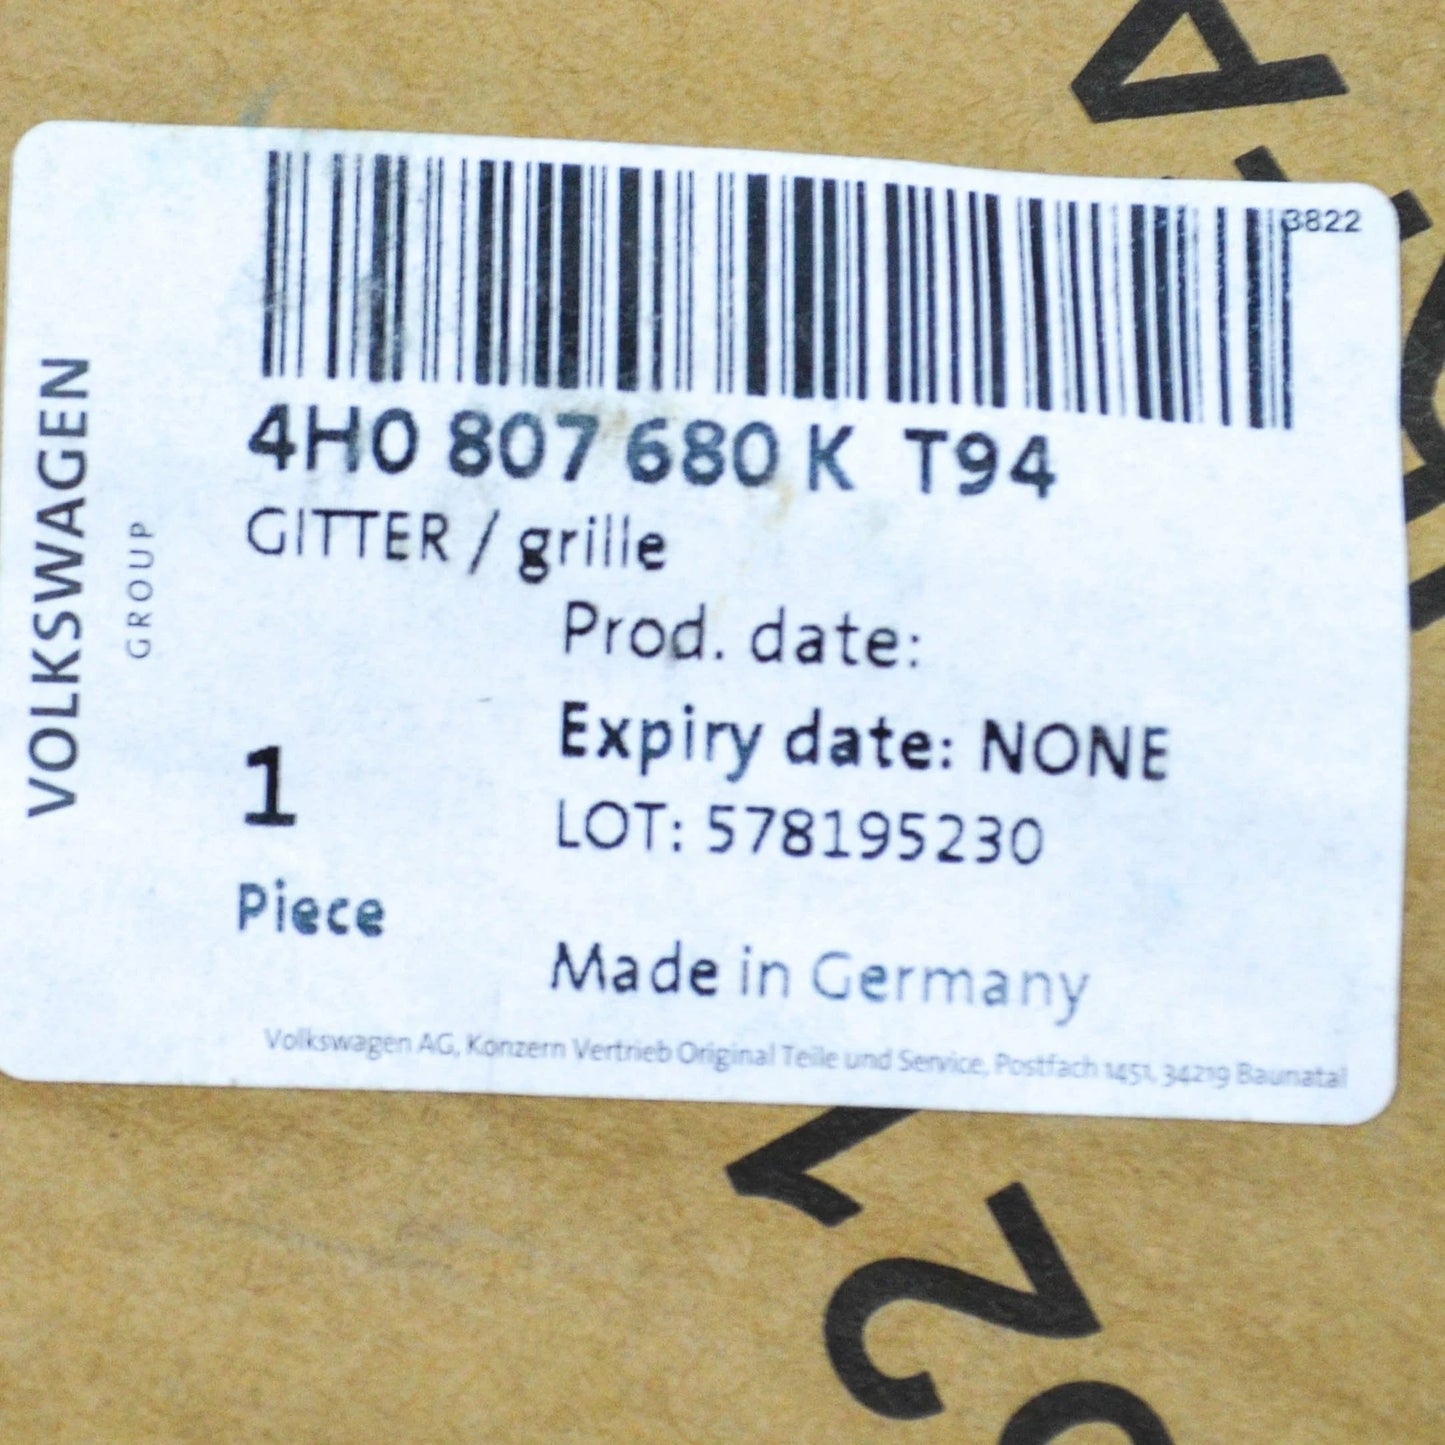 3822
4H0 807 680 K T94
GITTER / grille
Prod. date:
Expiry date: NONE
LOT: 578195230
1
Piece
Made in Germany
Volkswagen AG, Konzern Vertrieb Original Teile und Service, Postfach 1451, 34219 Baunatal
VOLKSWAGEN
GROUP